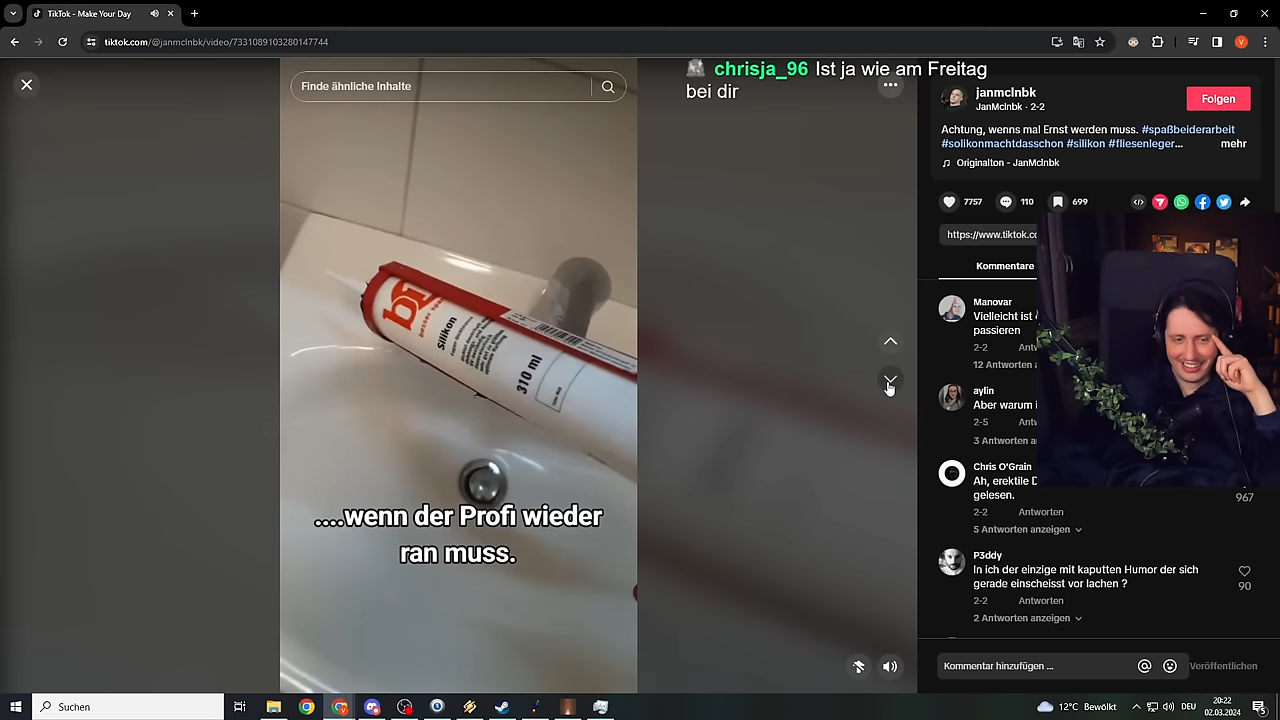 TikTok - Make Your Day
tiktok.com/@janmclnbk/video/7331089103280147744
Finde ähnliche Inhalte
chrisja_96 Ist ja wie am Freitag
bei dir
janmclnbk
JanMclnbk · 2-2
Folgen
Achtung, wenns mal Ernst werden muss. #spaßbeiderarbeit
#solikonmachtdasschon #silikon #fliesenleger... mehr
Originalton - JanMclnbk
7757
110
699
https://www.tiktok.co
Kommentare
Manovar
Vielleicht ist
passieren
2-2
12 Antworten
aylin
Aber warum
2-5
3 Antworten
Chris O'Grain
Ah, erektile
gelesen.
2-2 Antworten
967
5 Antworten anzeigen
P3ddy
In ich der einzige mit kaputten Humor der sich
gerade einscheisst vor lachen ?
90
2-2 Antworten
2 Antworten anzeigen
Kommentar hinzufügen ...
Veröffentlichen
Silikon
310 ml
....wenn der Profi wieder
ran muss.
Suchen
12°C Bewölkt
DEU
20:22
02.03.2024